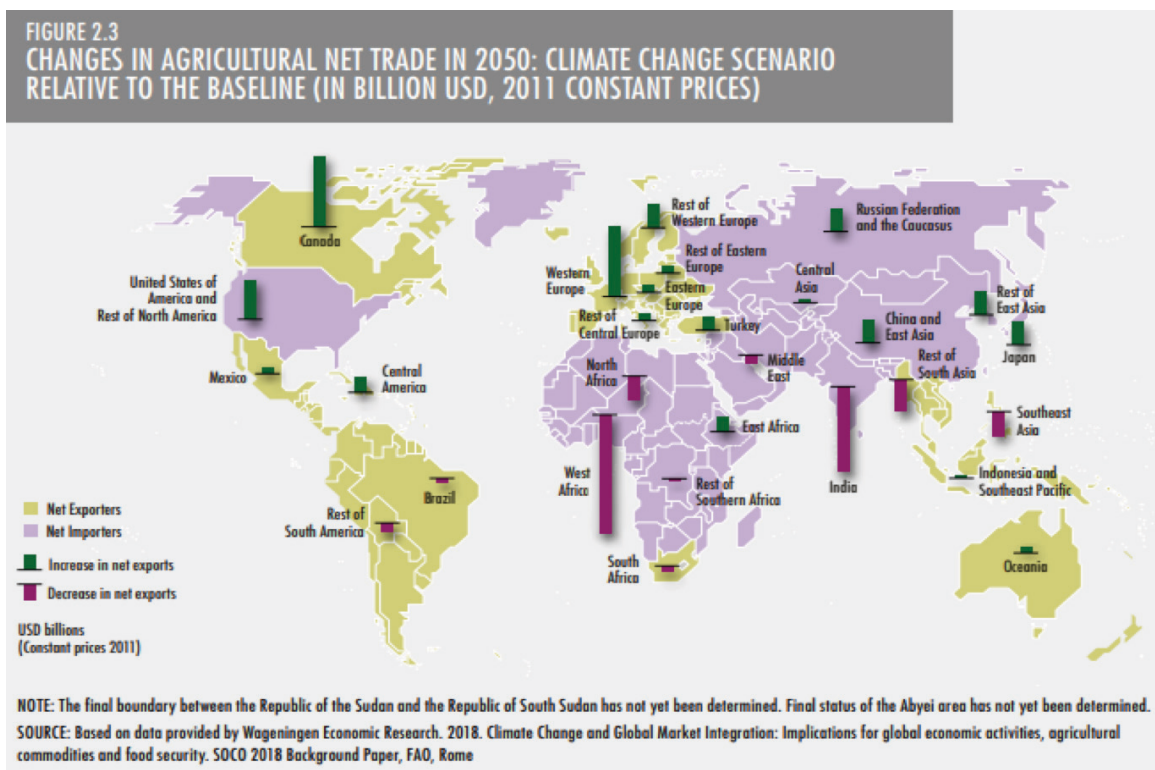 FIGURE 2.3
CHANGES IN AGRICULTURAL NET TRADE IN 2050: CLIMATE CHANGE SCENARIO
RELATIVE TO THE BASELINE (IN BILLION USD, 2011 CONSTANT PRICES)
Canada
United States of
America and
Rest of North America
Mexico
Central
America
Brazil
Rest of
South America
Rest of
Western Europe
Western
Europe
Rest of Eastern
Europe
Eastern
Europe
Rest of
Central Europe
Turkey
Russian Federation
and the Caucasus
Central
Asia
China and
East Asia
Rest of
East Asia
Japan
Rest of
South Asia
Middle
East
North
Africa
East Africa
West
Africa
Rest of
Southern Africa
South
Africa
India
Southeast
Asia
Indonesia and
Southeast Pacific
Oceania
Net Exporters
Net Importers
Increase in net exports
Decrease in net exports
USD billions
(Constant prices 2011)
NOTE: The final boundary between the Republic of the Sudan and the Republic of South Sudan has not yet been determined. Final status of the Abyei area has not yet been determined.
SOURCE: Based on data provided by Wageningen Economic Research. 2018. Climate Change and Global Market Integration: Implications for global economic activities, agricultural
commodities and food security. SOCO 2018 Background Paper, FAO, Rome